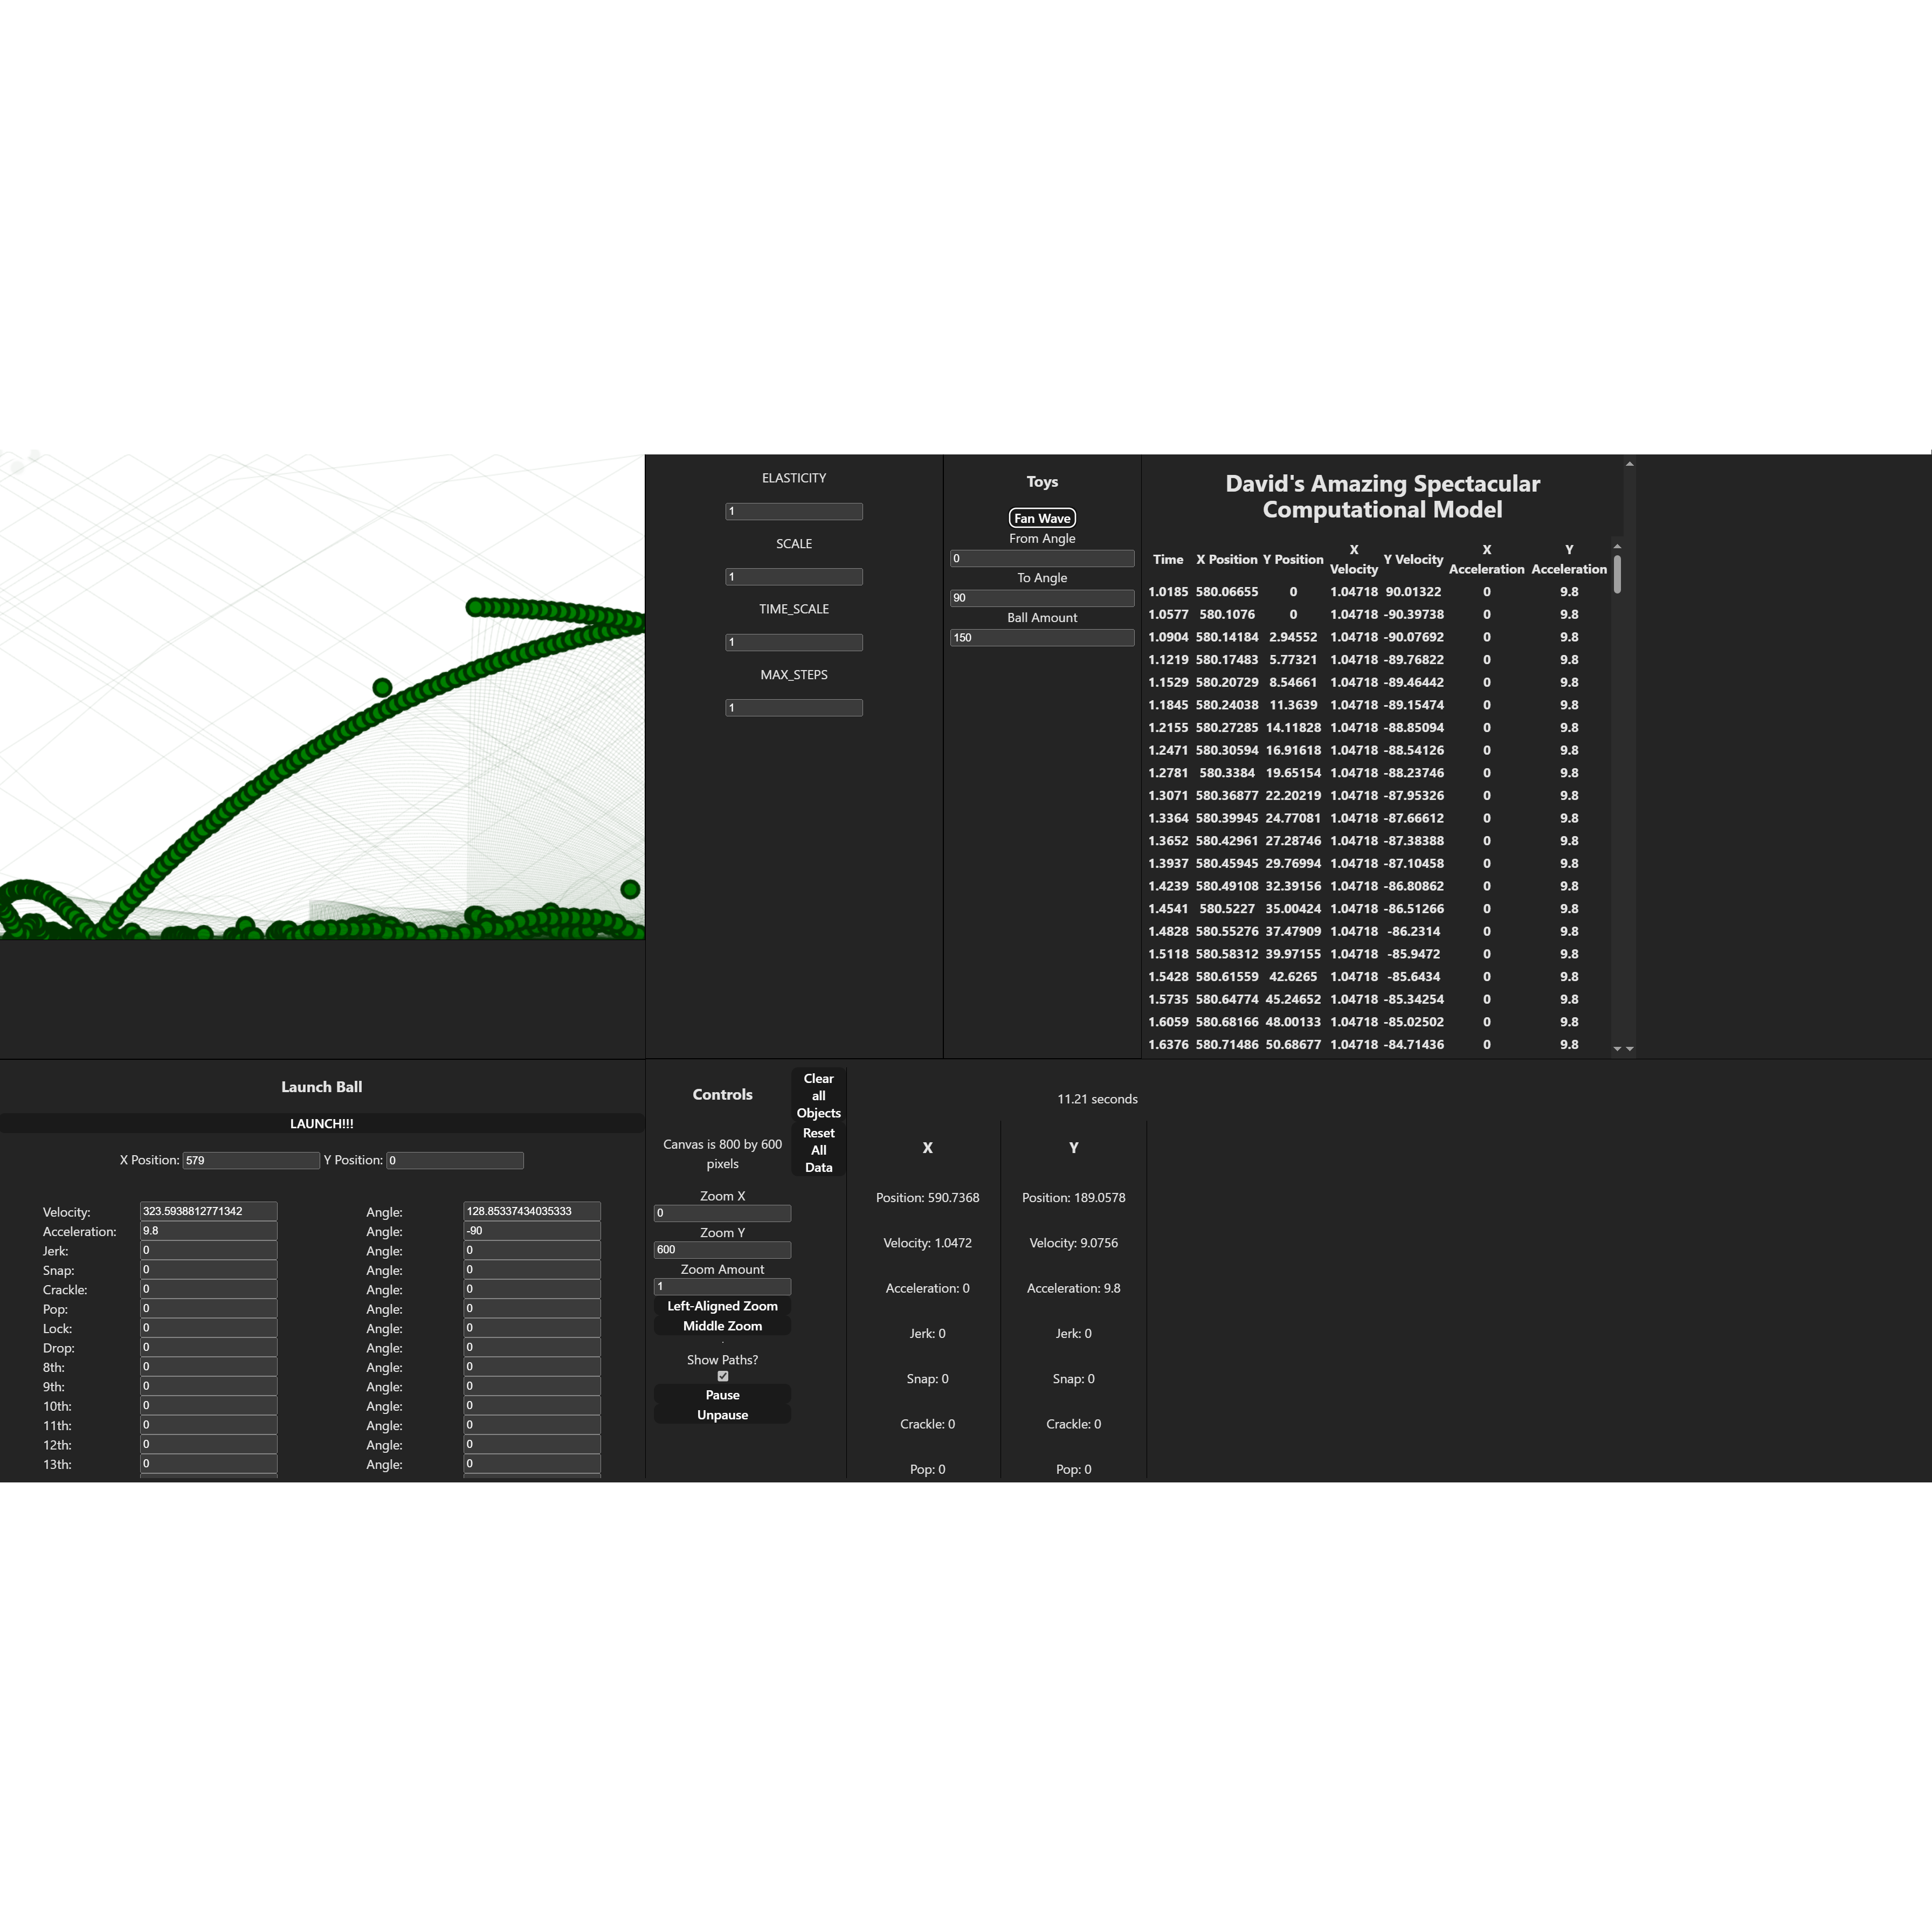 ELASTICITY
1
SCALE
1
TIME_SCALE
1
MAX_STEPS
1
Toys
Fan Wave
From Angle
0
To Angle
90
Ball Amount
150
David's Amazing Spectacular
Computational Model
Time X Position Y Position X Velocity Y Velocity X Acceleration Y Acceleration
1.0185 580.06655 0 1.04718 90.01322 0 9.8
1.0577 580.1076 0 1.04718 -90.39738 0 9.8
1.0904 580.14184 2.94552 1.04718 -90.07692 0 9.8
1.1219 580.17483 5.77321 1.04718 -89.76822 0 9.8
1.1529 580.20729 8.54661 1.04718 -89.46442 0 9.8
1.1845 580.24038 11.3639 1.04718 -89.15474 0 9.8
1.2155 580.27285 14.11828 1.04718 -88.85094 0 9.8
1.2471 580.30594 16.91618 1.04718 -88.54126 0 9.8
1.2781 580.3384 19.65154 1.04718 -88.23746 0 9.8
1.3071 580.36877 22.20219 1.04718 -87.95326 0 9.8
1.3364 580.39945 24.77081 1.04718 -87.66612 0 9.8
1.3652 580.42961 27.28746 1.04718 -87.38388 0 9.8
1.3937 580.45945 29.76994 1.04718 -87.10458 0 9.8
1.4239 580.49108 32.39156 1.04718 -86.80862 0 9.8
1.4541 580.5227 35.00424 1.04718 -86.51266 0 9.8
1.4828 580.55276 37.47909 1.04718 -86.2314 0 9.8
1.5118 580.58312 39.97155 1.04718 -85.9472 0 9.8
1.5428 580.61559 42.6265 1.04718 -85.6434 0 9.8
1.5735 580.64774 45.24652 1.04718 -85.34254 0 9.8
1.6059 580.68166 48.00133 1.04718 -85.02502 0 9.8
1.6376 580.71486 50.68677 1.04718 -84.71436 0 9.8
Launch Ball
LAUNCH!!!
X Position: 579 Y Position: 0
Velocity: 323.5938812771342 Angle: 128.85337434035333
Acceleration: 9.8 Angle: -90
Jerk: 0 Angle: 0
Snap: 0 Angle: 0
Crackle: 0 Angle: 0
Pop: 0 Angle: 0
Lock: 0 Angle: 0
Drop: 0 Angle: 0
8th: 0 Angle: 0
9th: 0 Angle: 0
10th: 0 Angle: 0
11th: 0 Angle: 0
12th: 0 Angle: 0
13th: 0 Angle: 0
Controls
Canvas is 800 by 600
pixels
Zoom X
0
Zoom Y
600
Zoom Amount
1
Left-Aligned Zoom
Middle Zoom
.
Show Paths?
Pause
Unpause
Clear
all
Objects
Reset
All
Data
11.21 seconds
X
Position: 590.7368
Velocity: 1.0472
Acceleration: 0
Jerk: 0
Snap: 0
Crackle: 0
Pop: 0
Y
Position: 189.0578
Velocity: 9.0756
Acceleration: 9.8
Jerk: 0
Snap: 0
Crackle: 0
Pop: 0